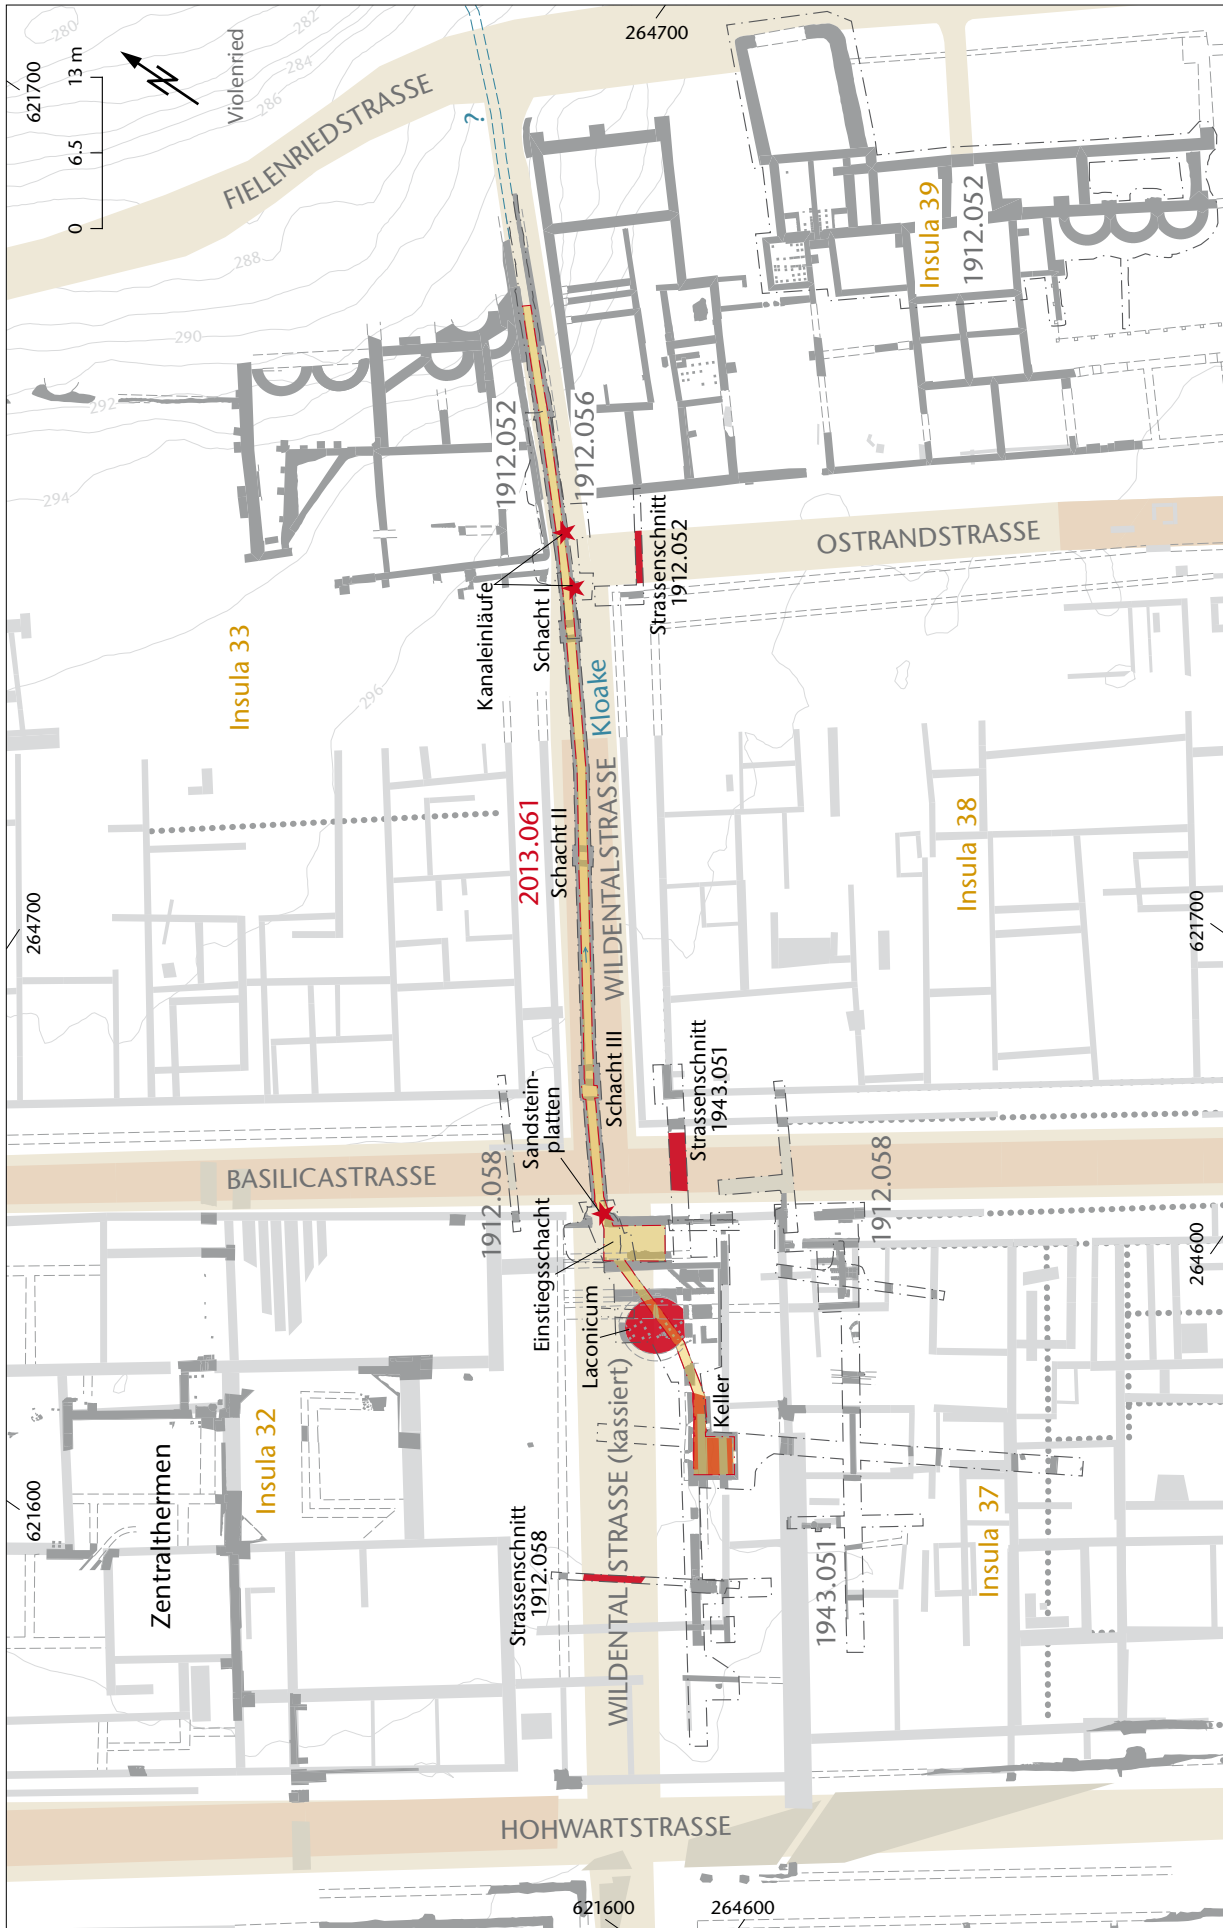 621600
621700
264700
280
282
284
286
288
290
292
294
296
0
6.5
13 m
N
Violenried
FIELENRIEDSTRASSE
?
264700
Zentralthermen
Insula 32
Insula 33
BASILICASTRASSE
1912.058
Strassenschnitt
1912.058
Einstiegsschacht
Laconicum
Sandstein-
platten
2013.061
Schacht II
Schacht III
Schacht I
Kanaleinläufe
1912.052
1912.056
Kloake
HOHWARTSTRASSE
WILDENTALSTRASSE (kassiert)
WILDENTALSTRASSE
Keller
Strassenschnitt
1943.051
Strassenschnitt
1912.052
OSTRANDSTRASSE
1943.051
1912.058
Insula 37
Insula 38
Insula 39
1912.052
621600
264600
264600
621700